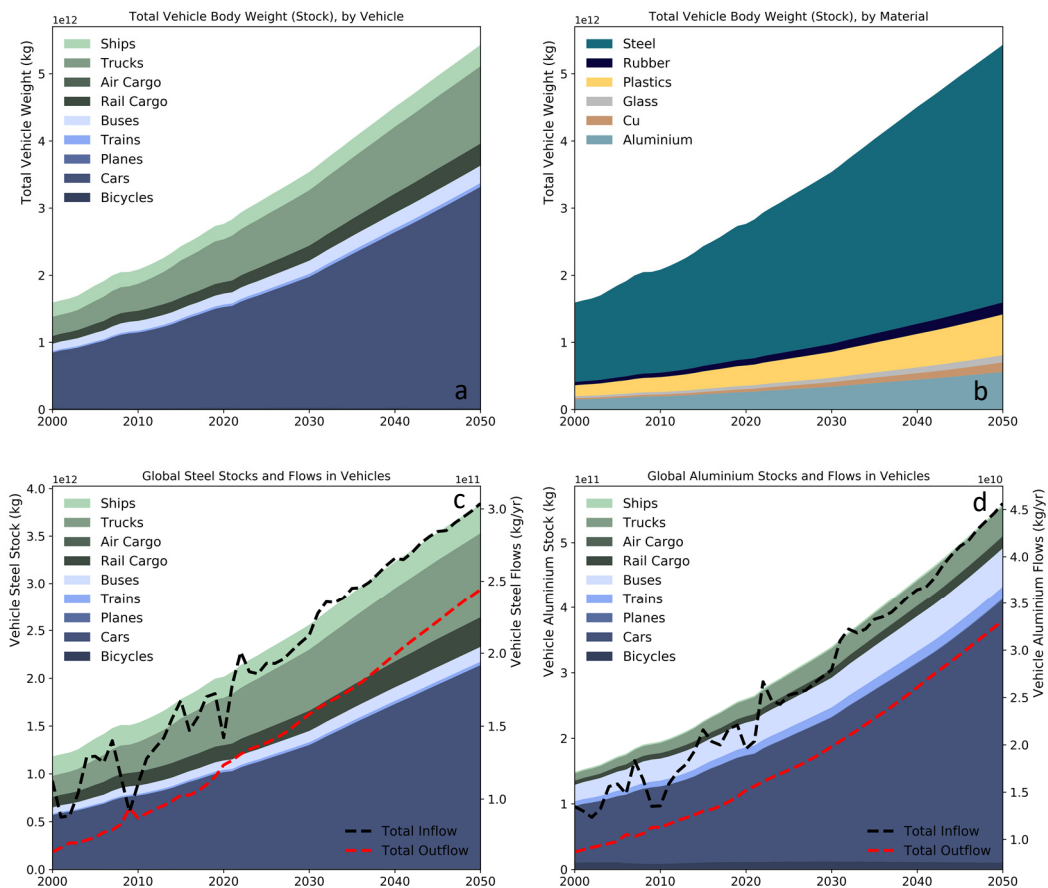 Total Vehicle Body Weight (Stock), by Vehicle
1e12
Total Vehicle Weight (kg)
5
4
3
2
1
0
Ships
Trucks
Air Cargo
Rail Cargo
Buses
Trains
Planes
Cars
Bicycles
a
2000 2010 2020 2030 2040 2050
Total Vehicle Body Weight (Stock), by Material
1e12
Total Vehicle Weight (kg)
5
4
3
2
1
0
Steel
Rubber
Plastics
Glass
Cu
Aluminium
b
2000 2010 2020 2030 2040 2050
Global Steel Stocks and Flows in Vehicles
1e12
1e11
Vehicle Steel Stock (kg)
4.0
3.5
3.0
2.5
2.0
1.5
1.0
0.5
0.0
Ships
Trucks
Air Cargo
Rail Cargo
Buses
Trains
Planes
Cars
Bicycles
c
Total Inflow
Total Outflow
3.0
2.5
2.0
1.5
1.0
Vehicle Steel Flows (kg/yr)
2000 2010 2020 2030 2040 2050
Global Aluminium Stocks and Flows in Vehicles
1e11
1e10
Vehicle Aluminium Stock (kg)
5
4
3
2
1
0
Ships
Trucks
Air Cargo
Rail Cargo
Buses
Trains
Planes
Cars
Bicycles
d
Total Inflow
Total Outflow
4.5
4.0
3.5
3.0
2.5
2.0
1.5
1.0
Vehicle Aluminium Flows (kg/yr)
2000 2010 2020 2030 2040 2050